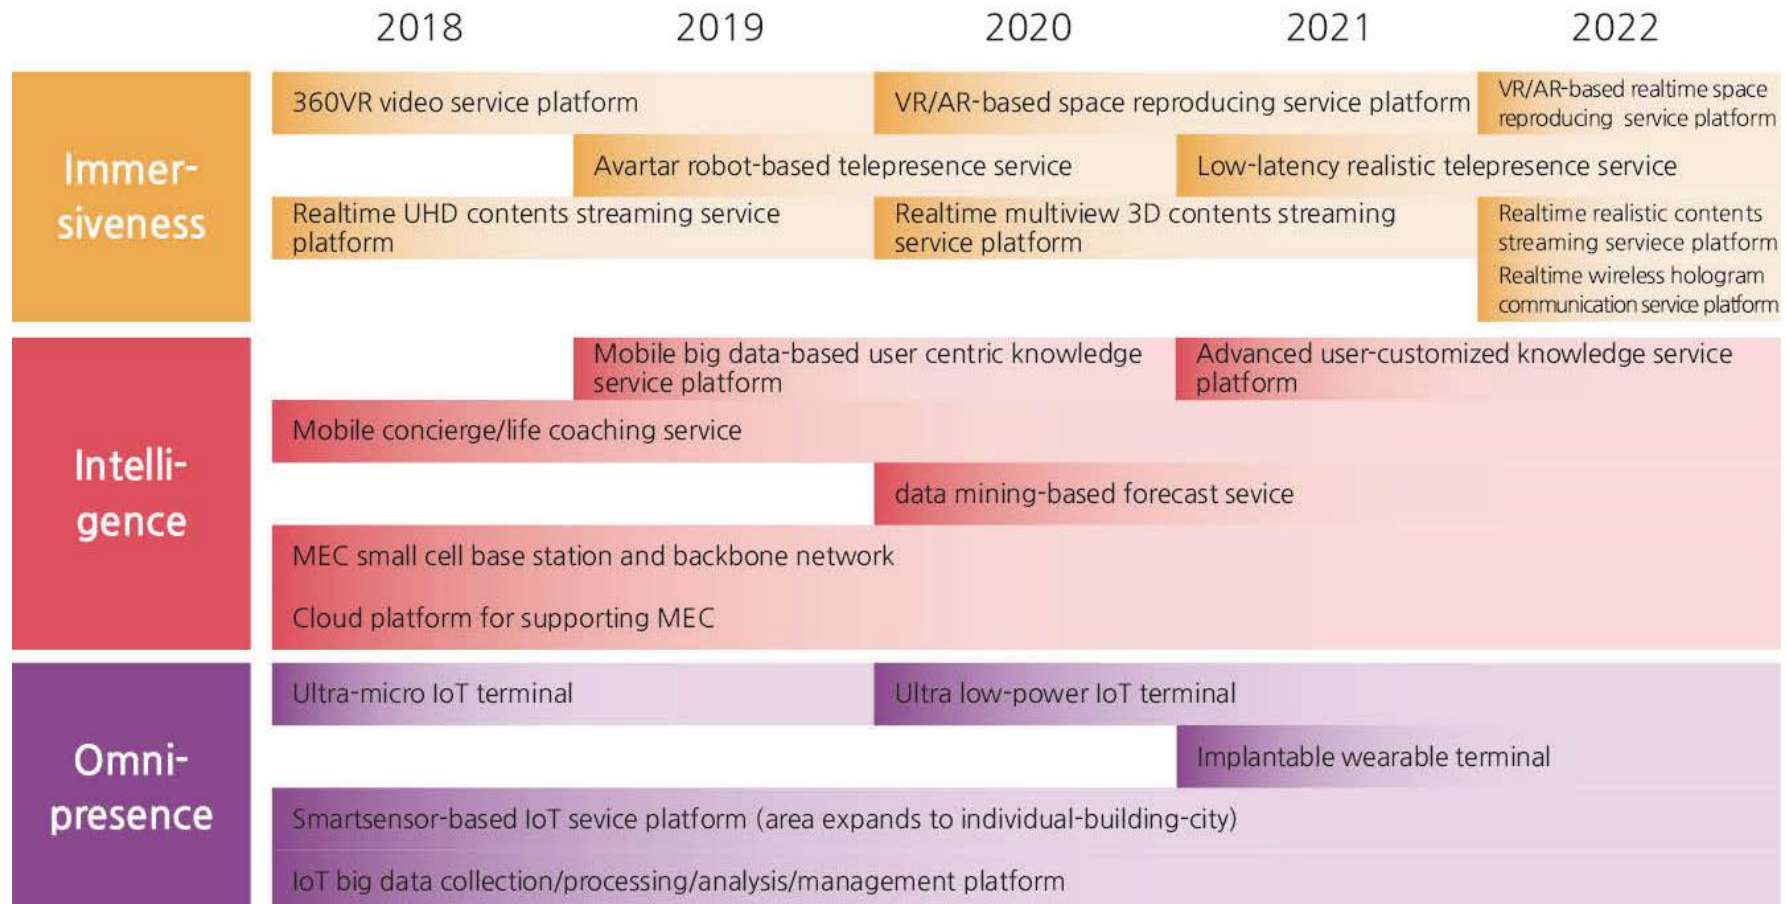 2018 2019 2020 2021 2022
Immer-
siveness
360VR video service platform
VR/AR-based space reproducing service platform
VR/AR-based realtime space
reproducing service platform
Avartar robot-based telepresence service
Low-latency realistic telepresence service
Realtime UHD contents streaming service
platform
Realtime multiview 3D contents streaming
service platform
Realtime realistic contents
streaming serviece platform
Realtime wireless hologram
communication service platform
Intelli-
gence
Mobile big data-based user centric knowledge
service platform
Advanced user-customized knowledge service
platform
Mobile concierge/life coaching service
data mining-based forecast sevice
MEC small cell base station and backbone network
Cloud platform for supporting MEC
Omni-
presence
Ultra-micro IoT terminal
Ultra low-power IoT terminal
Implantable wearable terminal
Smartsensor-based IoT sevice platform (area expands to individual-building-city)
IoT big data collection/processing/analysis/management platform